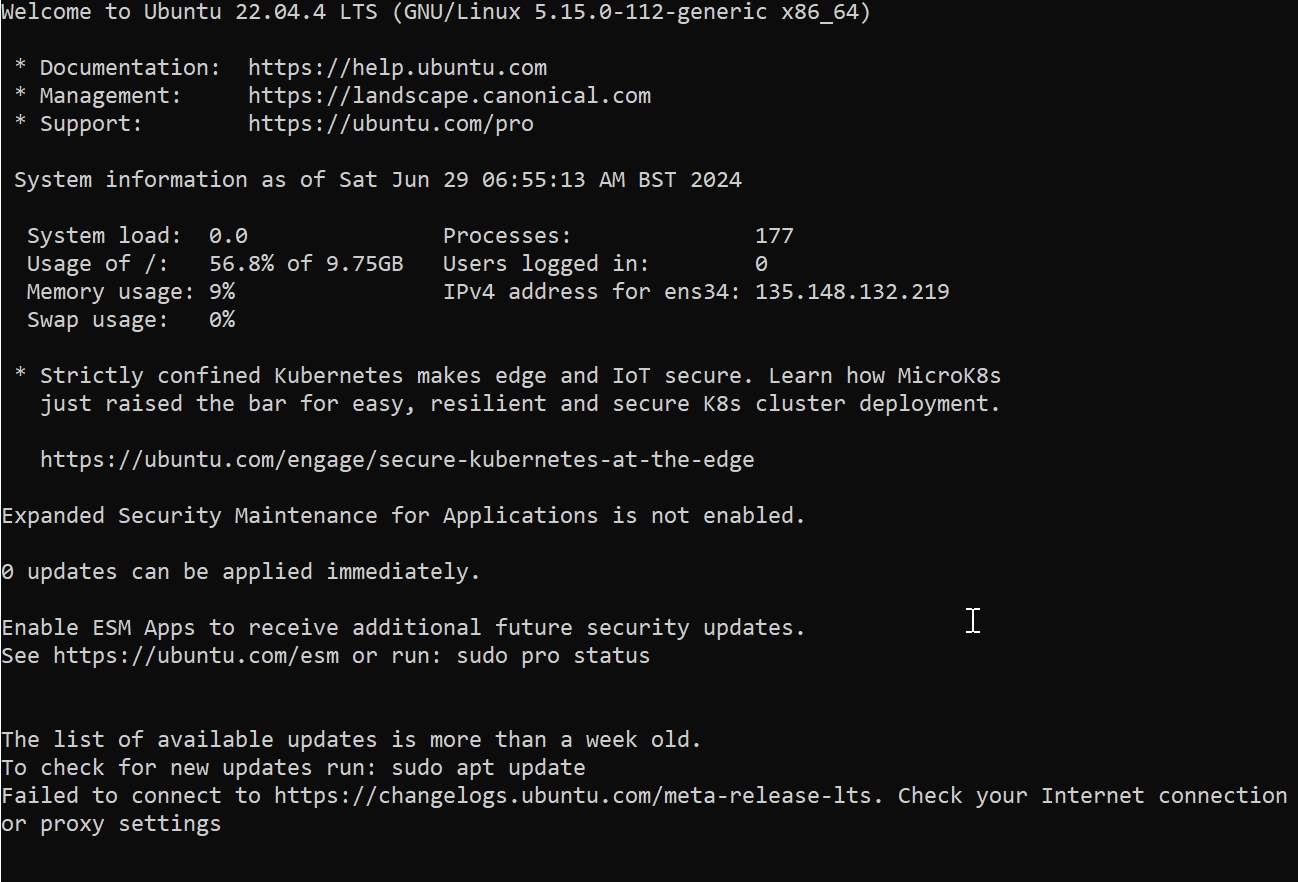 Welcome to Ubuntu 22.04.4 LTS (GNU/Linux 5.15.0-112-generic x86_64)

 * Documentation:  https://help.ubuntu.com
 * Management:     https://landscape.canonical.com
 * Support:        https://ubuntu.com/pro

 System information as of Sat Jun 29 06:55:13 AM BST 2024

  System load:  0.0               Processes:              177
  Usage of /:   56.8% of 9.75GB   Users logged in:        0
  Memory usage: 9%                IPv4 address for ens34: 135.148.132.219
  Swap usage:   0%

 * Strictly confined Kubernetes makes edge and IoT secure. Learn how MicroK8s
   just raised the bar for easy, resilient and secure K8s cluster deployment.

   https://ubuntu.com/engage/secure-kubernetes-at-the-edge

Expanded Security Maintenance for Applications is not enabled.

0 updates can be applied immediately.

Enable ESM Apps to receive additional future security updates.
See https://ubuntu.com/esm or run: sudo pro status


The list of available updates is more than a week old.
To check for new updates run: sudo apt update
Failed to connect to https://changelogs.ubuntu.com/meta-release-lts. Check your Internet connection
or proxy settings